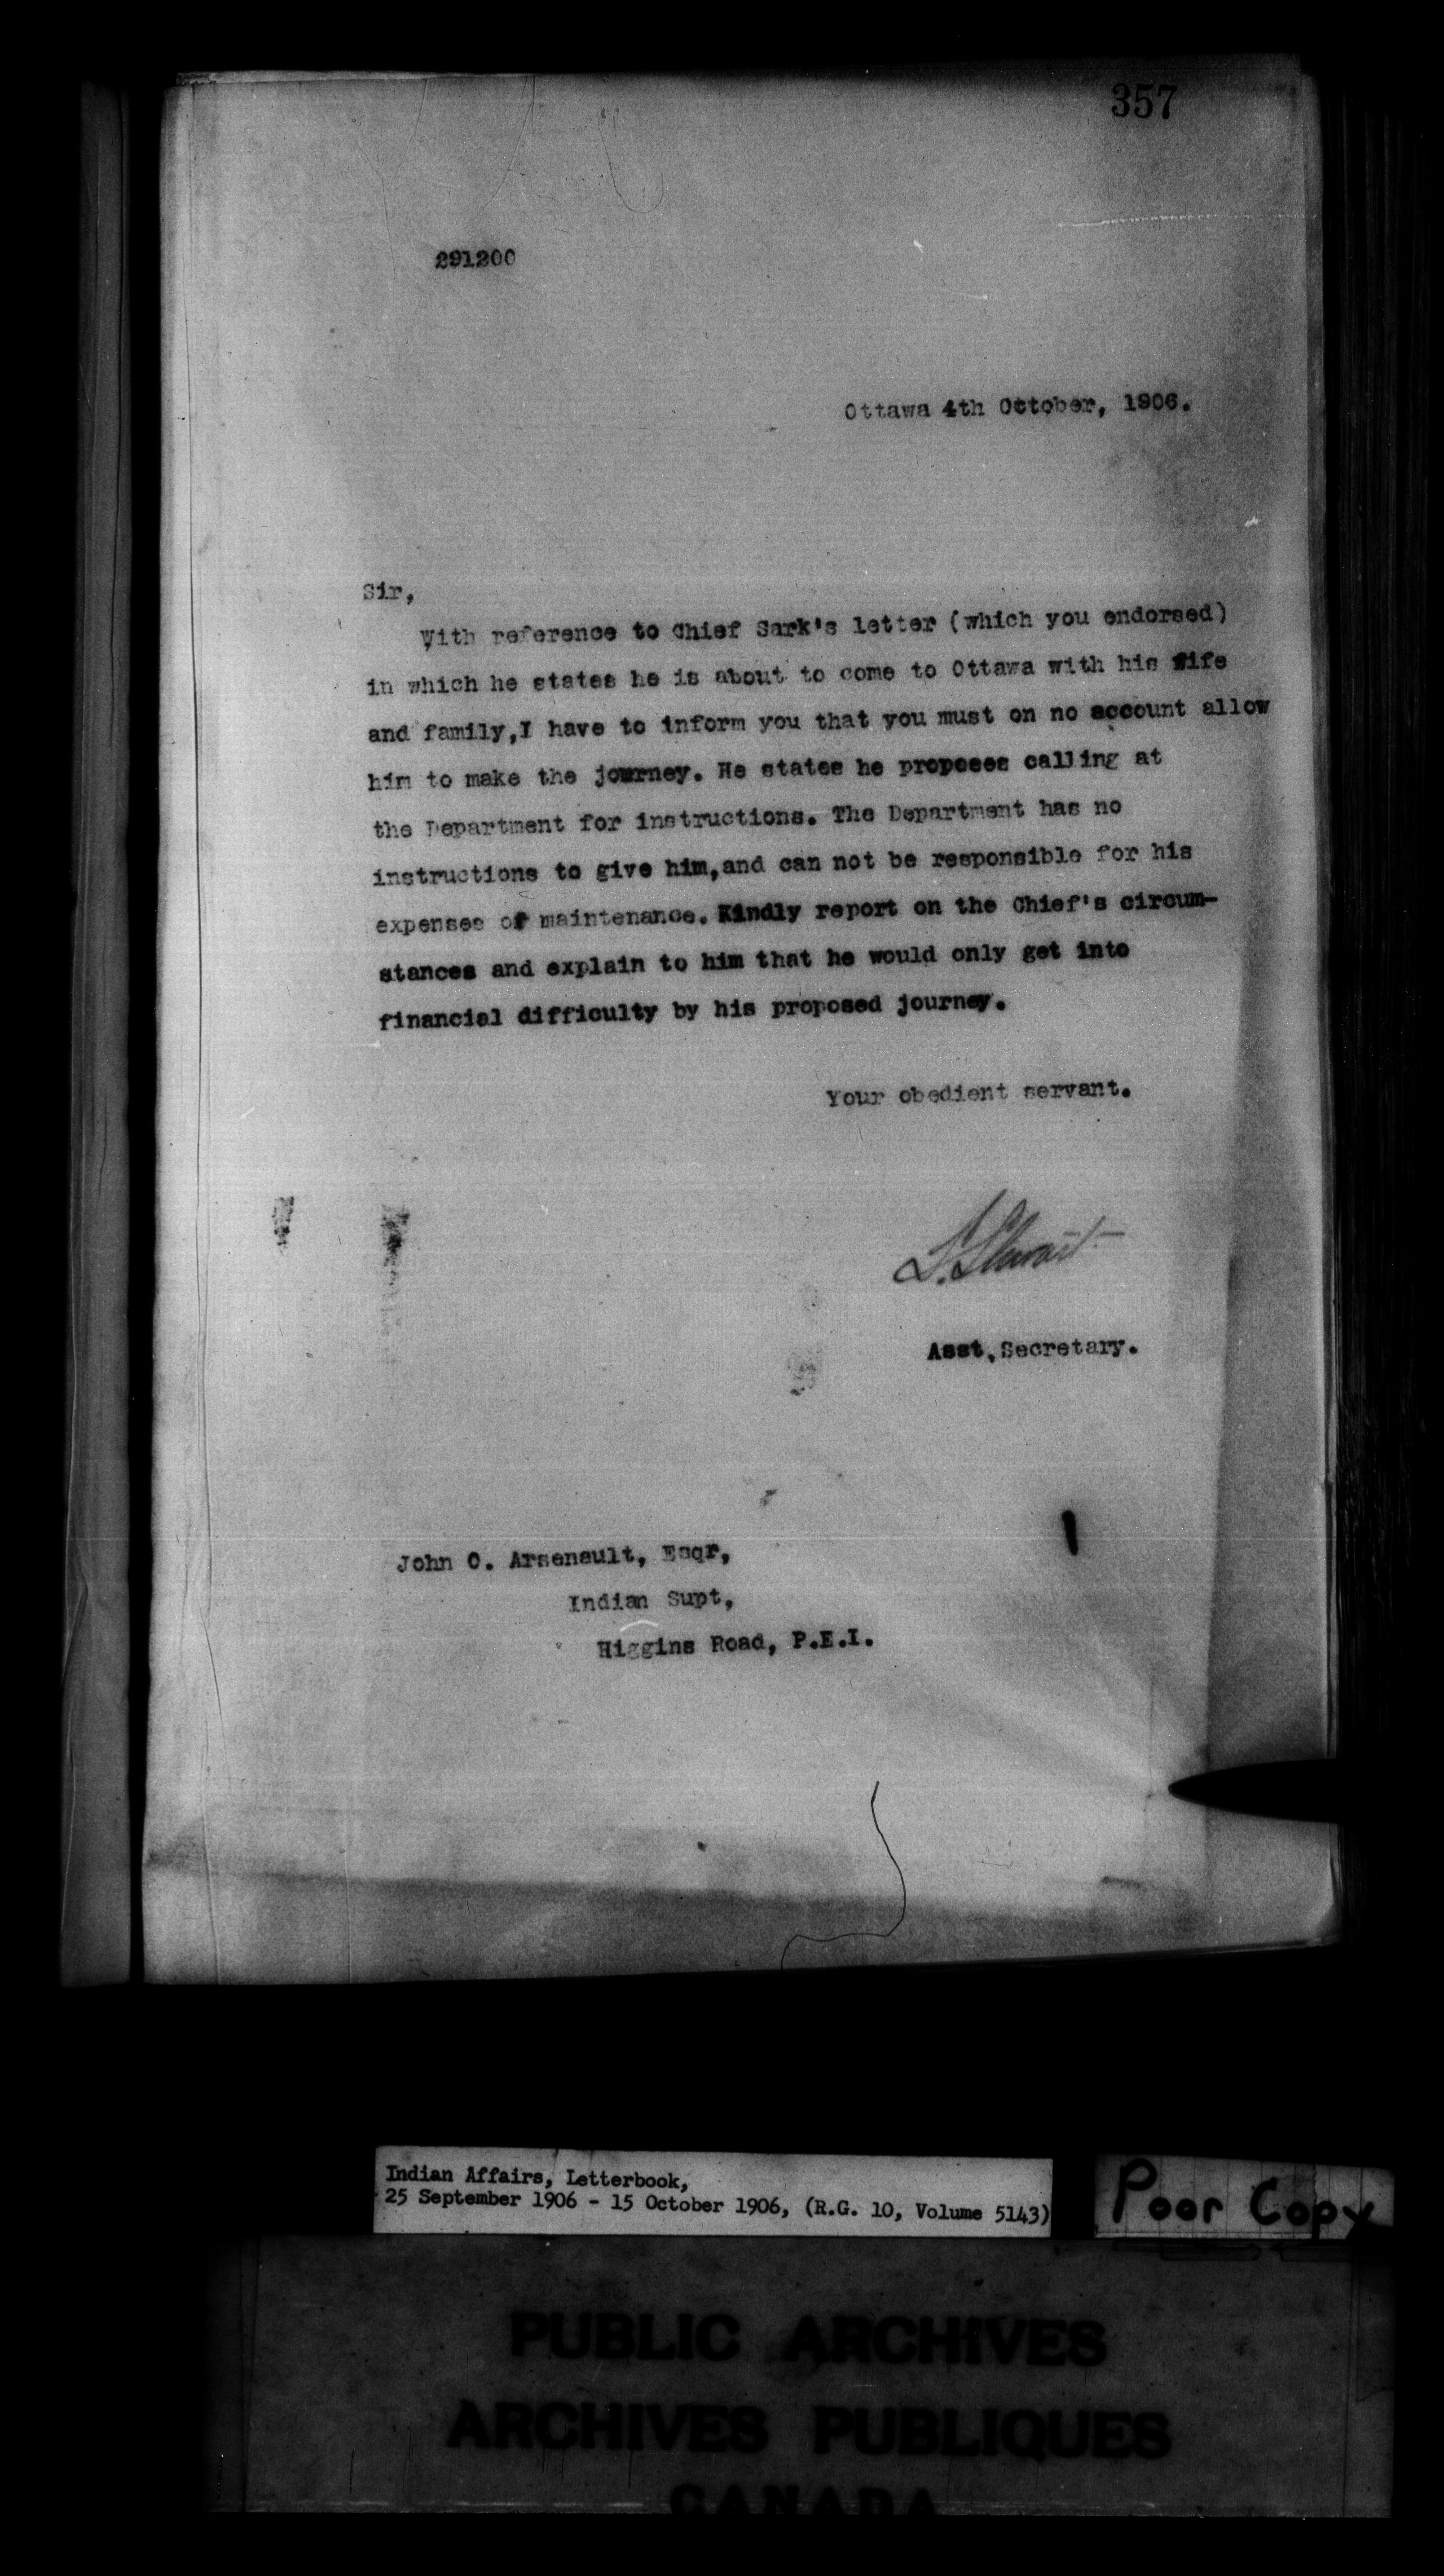 357
291200
Ottawa 4th October, 1906.
Sir,
With reference to Chief Sark's letter (which you endorsed)
in which he states he is about to come to Ottawa with his wife
and family,I have to inform you that you must on no account allow
him to make the journey. He states he proposes calling at
the Department for instructions. The Department has no
instructions to give him,and can not be responsible for his
expenses or maintenance. Kindly report on the Chief's circum-
stances and explain to him that he would only get into
financial difficulty by his proposed journey.
Your obedient servant.
S. Stewart
Asst. Secretary.
John O. Arsenault, Esqr,
Indian Supt,
Higgins Road, P.E.I.
Indian Affairs, Letterbook,
25 September 1906 - 15 October 1906, (R.G. 10, Volume 5143)
Poor Copy
PUBLIC ARCHIVES
ARCHIVES PUBLIQUES
CANADA